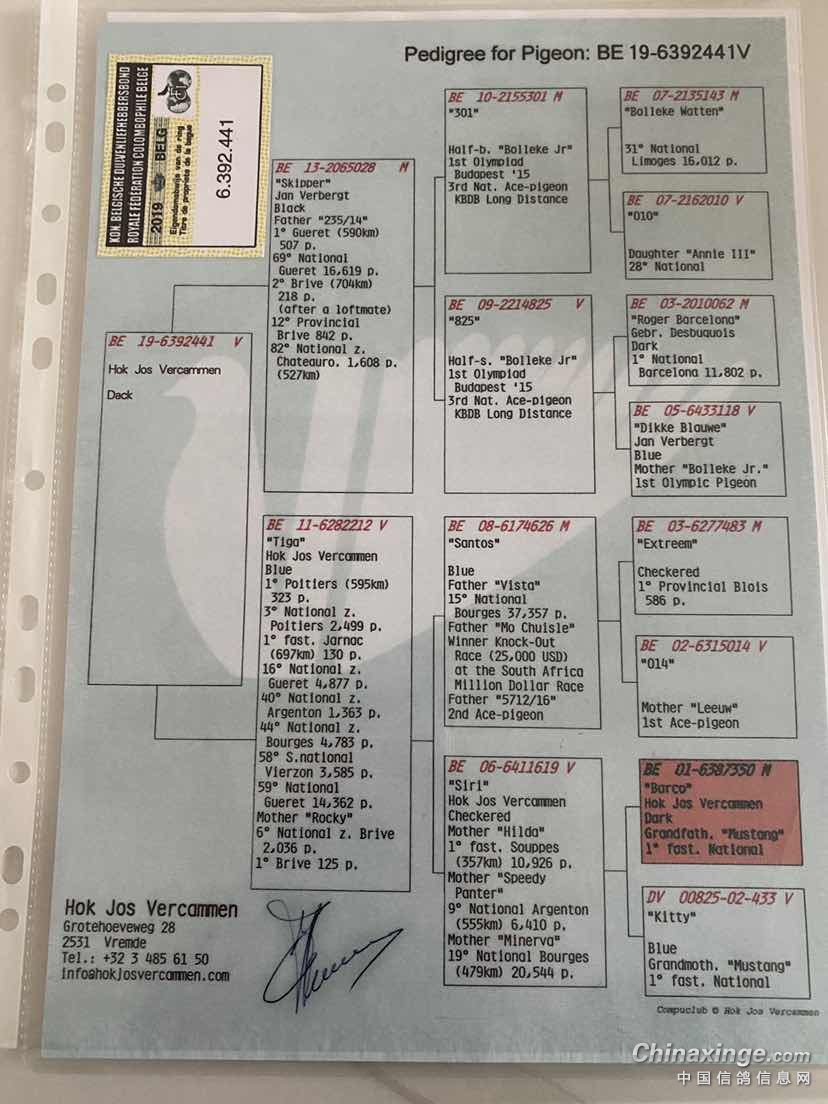 Pedigree for Pigeon: BE 19-6392441V
KON. BELGISCHE DUIVENLIEFHEBBERSBOND
ROYALE FEDERATION COLOMBOPHILE BELGE
2019 BELG
Eigendomsbewijs van de ring
Titre de propriété de la bague
6.392.441
BE 19-6392441 V
Hok Jos Vercammen
Dack
BE 13-2065028 M
"Skipper"
Jan Verbergt
Black
Father "235/14"
1° Gueret (590km)
507 p.
69° National
Gueret 16,619 p.
2° Brive (704km)
218 p.
(after a loftmate)
12° Provincial
Brive 842 p.
82° National z.
Chateauro. 1,608 p.
(527km)
BE 11-6282212 V
"Tiga"
Hok Jos Vercammen
Blue
1° Poitiers (595km)
323 p.
3° National z.
Poitiers 2,499 p.
1° fast. Jarnac
(697km) 130 p.
16° National z.
Gueret 4,877 p.
40° National z.
Argenton 1,363 p.
44° National z.
Bourges 4,783 p.
58° S.national
Vierzon 3,585 p.
59° National
Gueret 14,362 p.
Mother "Rocky"
6° National z. Brive
2,036 p.
1° Brive 125 p.
BE 10-2155301 M
"301"
Half-b. "Bolleke Jr"
1st Olympiad
Budapest '15
3rd Nat. Ace-pigeon
KBDB Long Distance
BE 09-2214825 V
"825"
Half-s. "Bolleke Jr"
1st Olympiad
Budapest '15
3rd Nat. Ace-pigeon
KBDB Long Distance
BE 08-6174626 M
"Santos"
Blue
Father "Vista"
15° National
Bourges 37,357 p.
Father "Mo Chuisle"
Winner Knock-Out
Race (25,000 USD)
at the South Africa
Million Dollar Race
Father "5712/16"
2nd Ace-pigeon
BE 06-6411619 V
"Siri"
Hok Jos Vercammen
Checkered
Mother "Hilda"
1° fast. Souppes
(357km) 10,926 p.
Mother "Speedy
Panter"
9° National Argenton
(555km) 6,410 p.
Mother "Minerva"
19° National Bourges
(479km) 20,544 p.
BE 07-2135143 M
"Bolleke Watten"
31° National
Limoges 16,012 p.
BE 07-2162010 V
"010"
Daughter "Annie III"
28° National
BE 03-2010062 M
"Roger Barcelona"
Gebr. Desbuquois
Dark
1° National
Barcelona 11,802 p.
BE 05-6433118 V
"Dikke Blauwe"
Jan Verbergt
Blue
Mother "Bolleke Jr."
1st Olympic Pigeon
BE 03-6277483 M
"Extreem"
Checkered
1° Provincial Blois
586 p.
BE 02-6315014 V
"014"
Mother "Leeuw"
1st Ace-pigeon
BE 01-6387350 M
"Barco"
Hok Jos Vercammen
Dark
Grandfath. "Mustang"
1° fast. National
DV 00825-02-433 V
"Kitty"
Blue
Grandmoth. "Mustang"
1° fast. National
Hok Jos Vercammen
Grotehoeveweg 28
2531 Vremde
Tel.: +32 3 485 61 50
info@hokjosvercammen.com
Compuclub © Hok Jos Vercammen
Chinaxinge.com
中国信鸽信息网